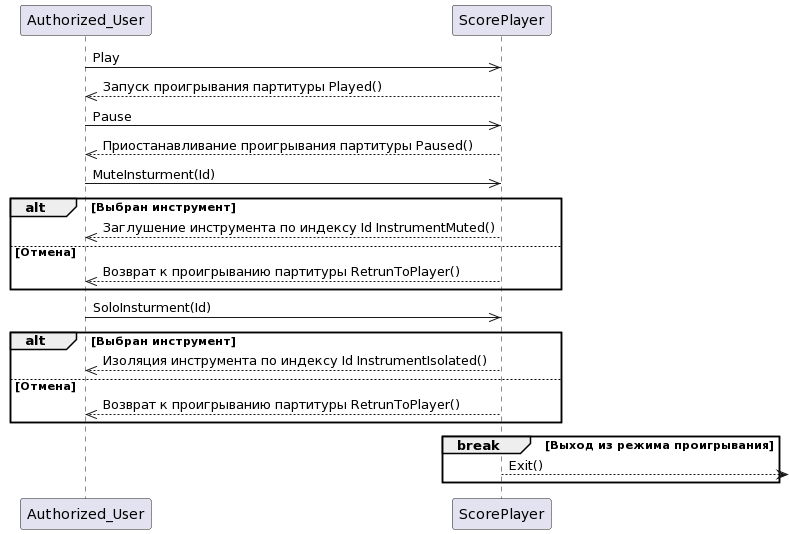 Authorized_User
ScorePlayer
Play
Запуск проигрывания партитуры Played()
Pause
Приостанавливание проигрывания партитуры Paused()
MuteInsturment(Id)
alt [Выбран инструмент]
Заглушение инструмента по индексу Id InstrumentMuted()
[Отмена]
Возврат к проигрыванию партитуры RetrunToPlayer()
SoloInsturment(Id)
alt [Выбран инструмент]
Изоляция инструмента по индексу Id InstrumentIsolated()
[Отмена]
Возврат к проигрыванию партитуры RetrunToPlayer()
break [Выход из режима проигрывания]
Exit()
Authorized_User
ScorePlayer